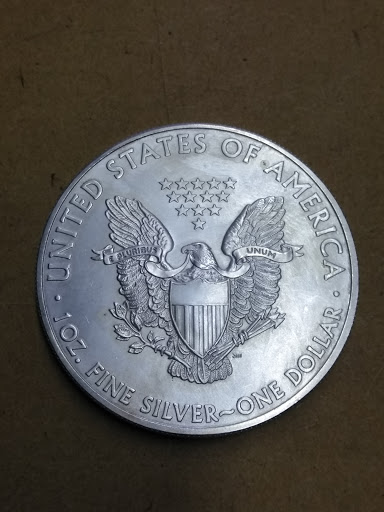 UNITED STATES OF AMERICA
E PLURIBUS UNUM
· 1 OZ. FINE SILVER~ONE DOLLAR ·